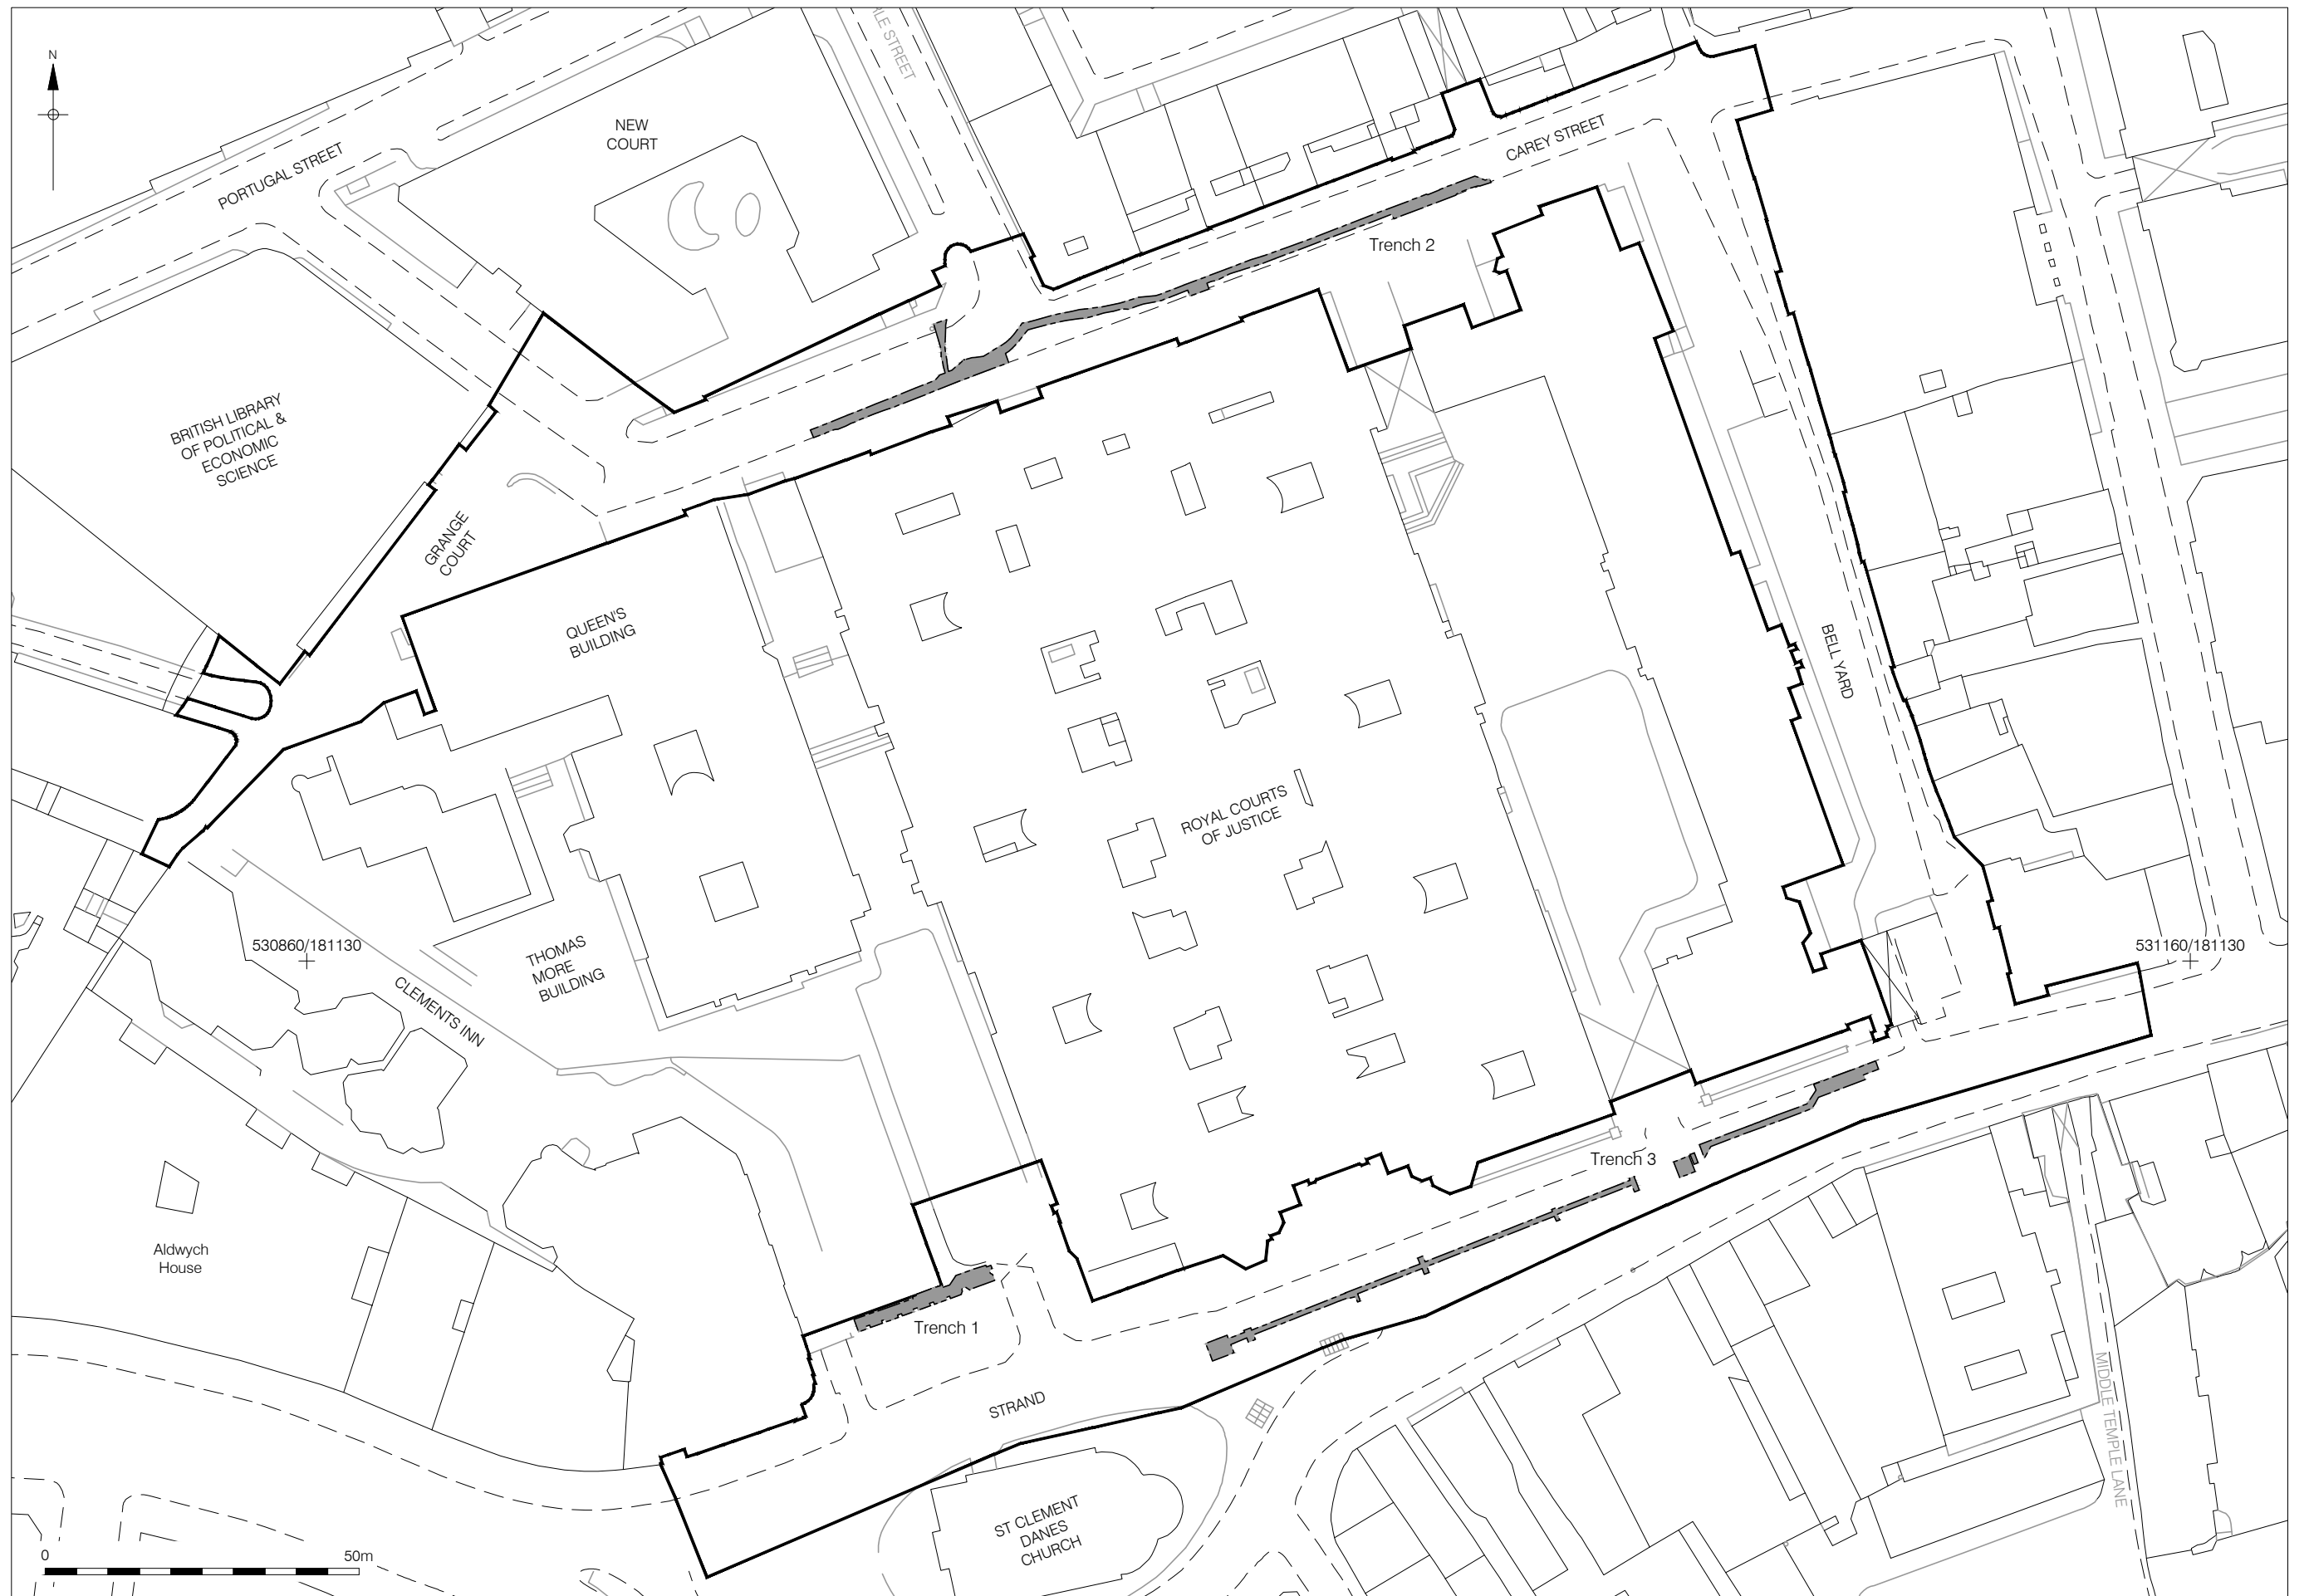 N
RLE STREET
NEW
COURT
PORTUGAL STREET
CAREY STREET
Trench 2
BRITISH LIBRARY
OF POLITICAL &
ECONOMIC
SCIENCE
GRANGE
COURT
QUEEN'S
BUILDING
BELL YARD
ROYAL COURTS
OF JUSTICE
530860/181130
531160/181130
THOMAS
MORE
BUILDING
CLEMENTS INN
Trench 3
Aldwych
House
Trench 1
STRAND
MIDDLE TEMPLE LANE
ST CLEMENT
DANES
CHURCH
0 50m